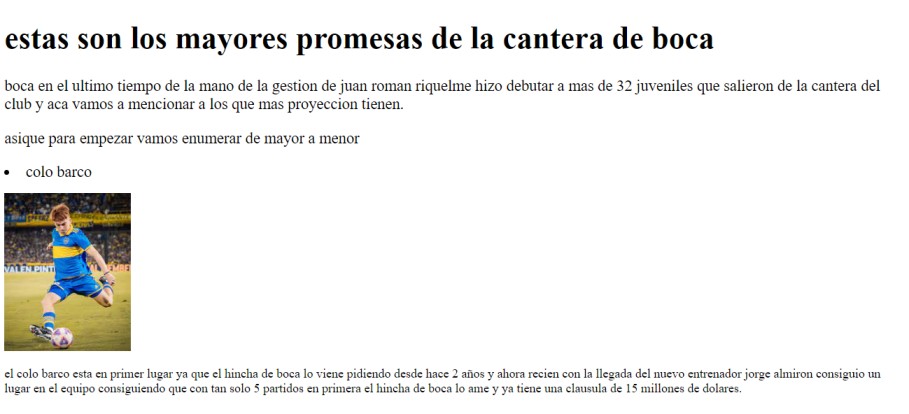 estas son los mayores promesas de la cantera de boca
boca en el ultimo tiempo de la mano de la gestion de juan roman riquelme hizo debutar a mas de 32 juveniles que salieron de la cantera del
club y aca vamos a mencionar a los que mas proyeccion tienen.
asique para empezar vamos enumerar de mayor a menor
• colo barco
VALEN PINT
el colo barco esta en primer lugar ya que el hincha de boca lo viene pidiendo desde hace 2 años y ahora recien con la llegada del nuevo entrenador jorge almiron consiguio un
lugar en el equipo consiguiendo que con tan solo 5 partidos en primera el hincha de boca lo ame y ya tiene una clausula de 15 millones de dolares.